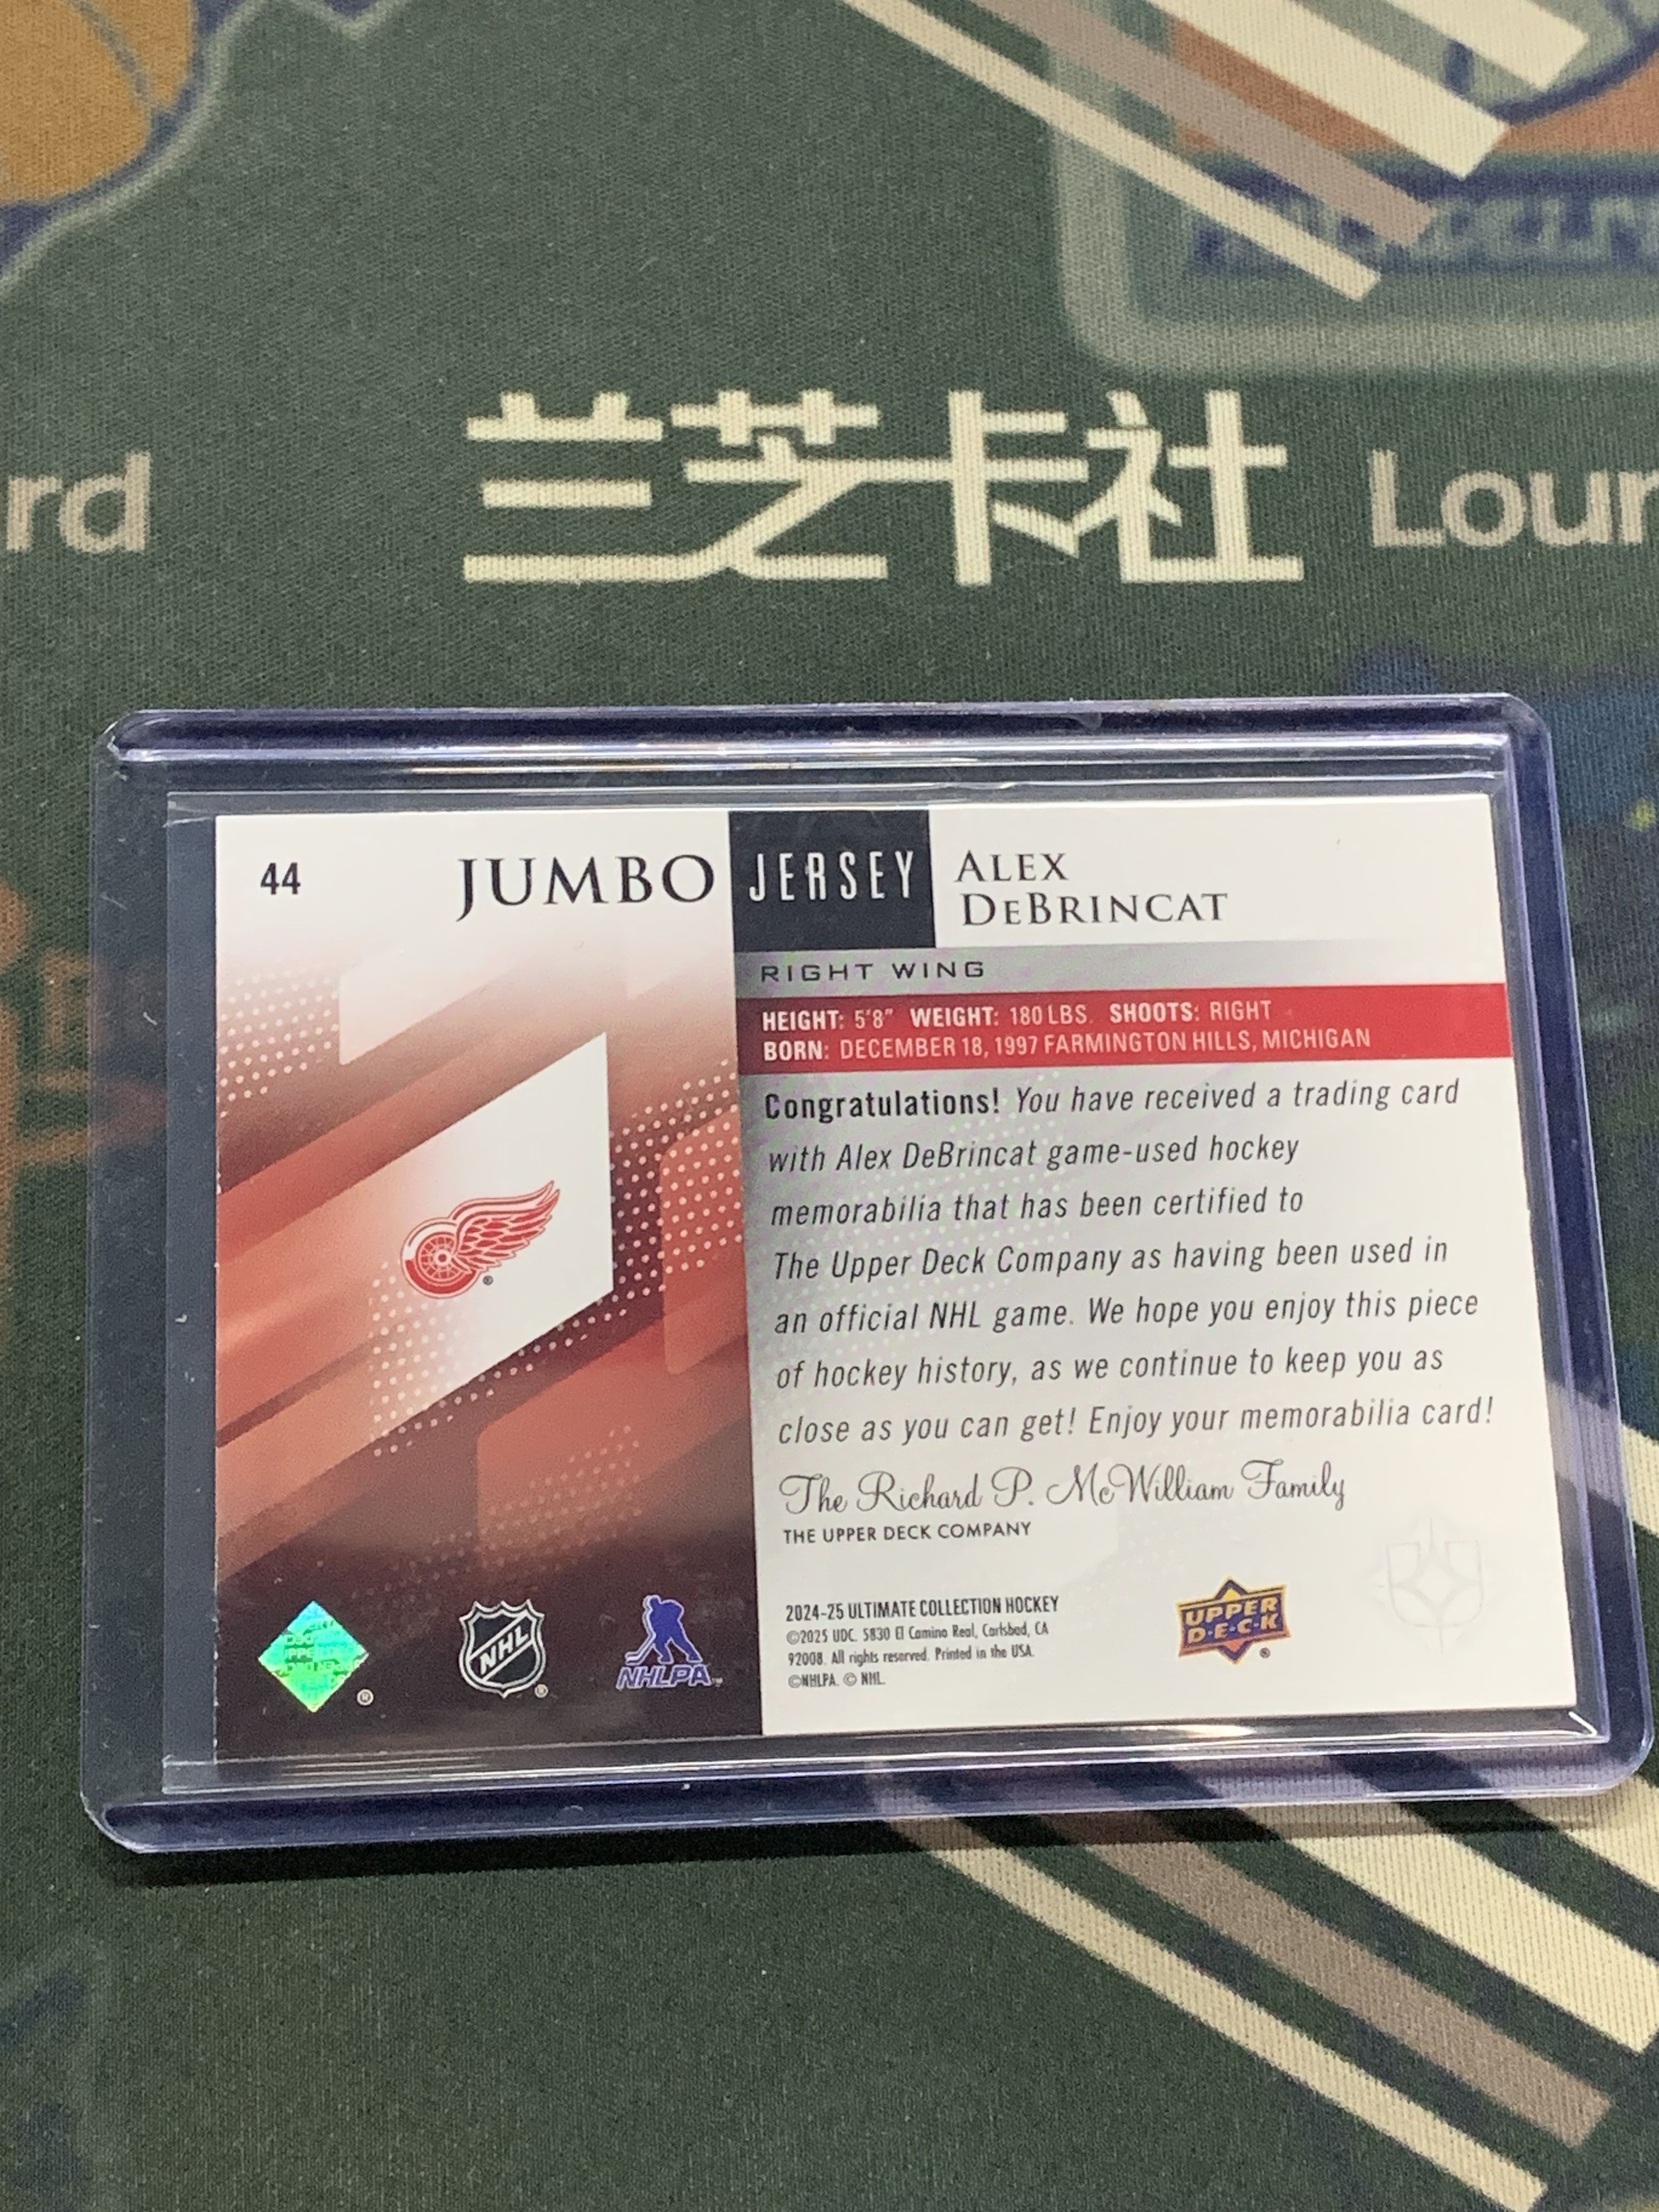 rd
兰芝卡社
Loun
44
JUMBO JERSEY
ALEX
DEBRINCAT
RIGHT WING
HEIGHT: 5'8" WEIGHT: 180 LBS. SHOOTS: RIGHT
BORN: DECEMBER 18, 1997 FARMINGTON HILLS, MICHIGAN
Congratulations! You have received a trading card
with Alex DeBrincat game-used hockey
memorabilia that has been certified to
The Upper Deck Company as having been used in
an official NHL game. We hope you enjoy this piece
of hockey history, as we continue to keep you as
close as you can get! Enjoy your memorabilia card!
The Richard P. McWilliam Family
THE UPPER DECK COMPANY
2024-25 ULTIMATE COLLECTION HOCKEY
©2025 UDC. 5830 El Camino Real, Carlsbad, CA
92008. All rights reserved. Printed in the USA.
©NHLPA. © NHL.
®
NHL
®
NHLPA™
UPPER
D·E·C·K
®